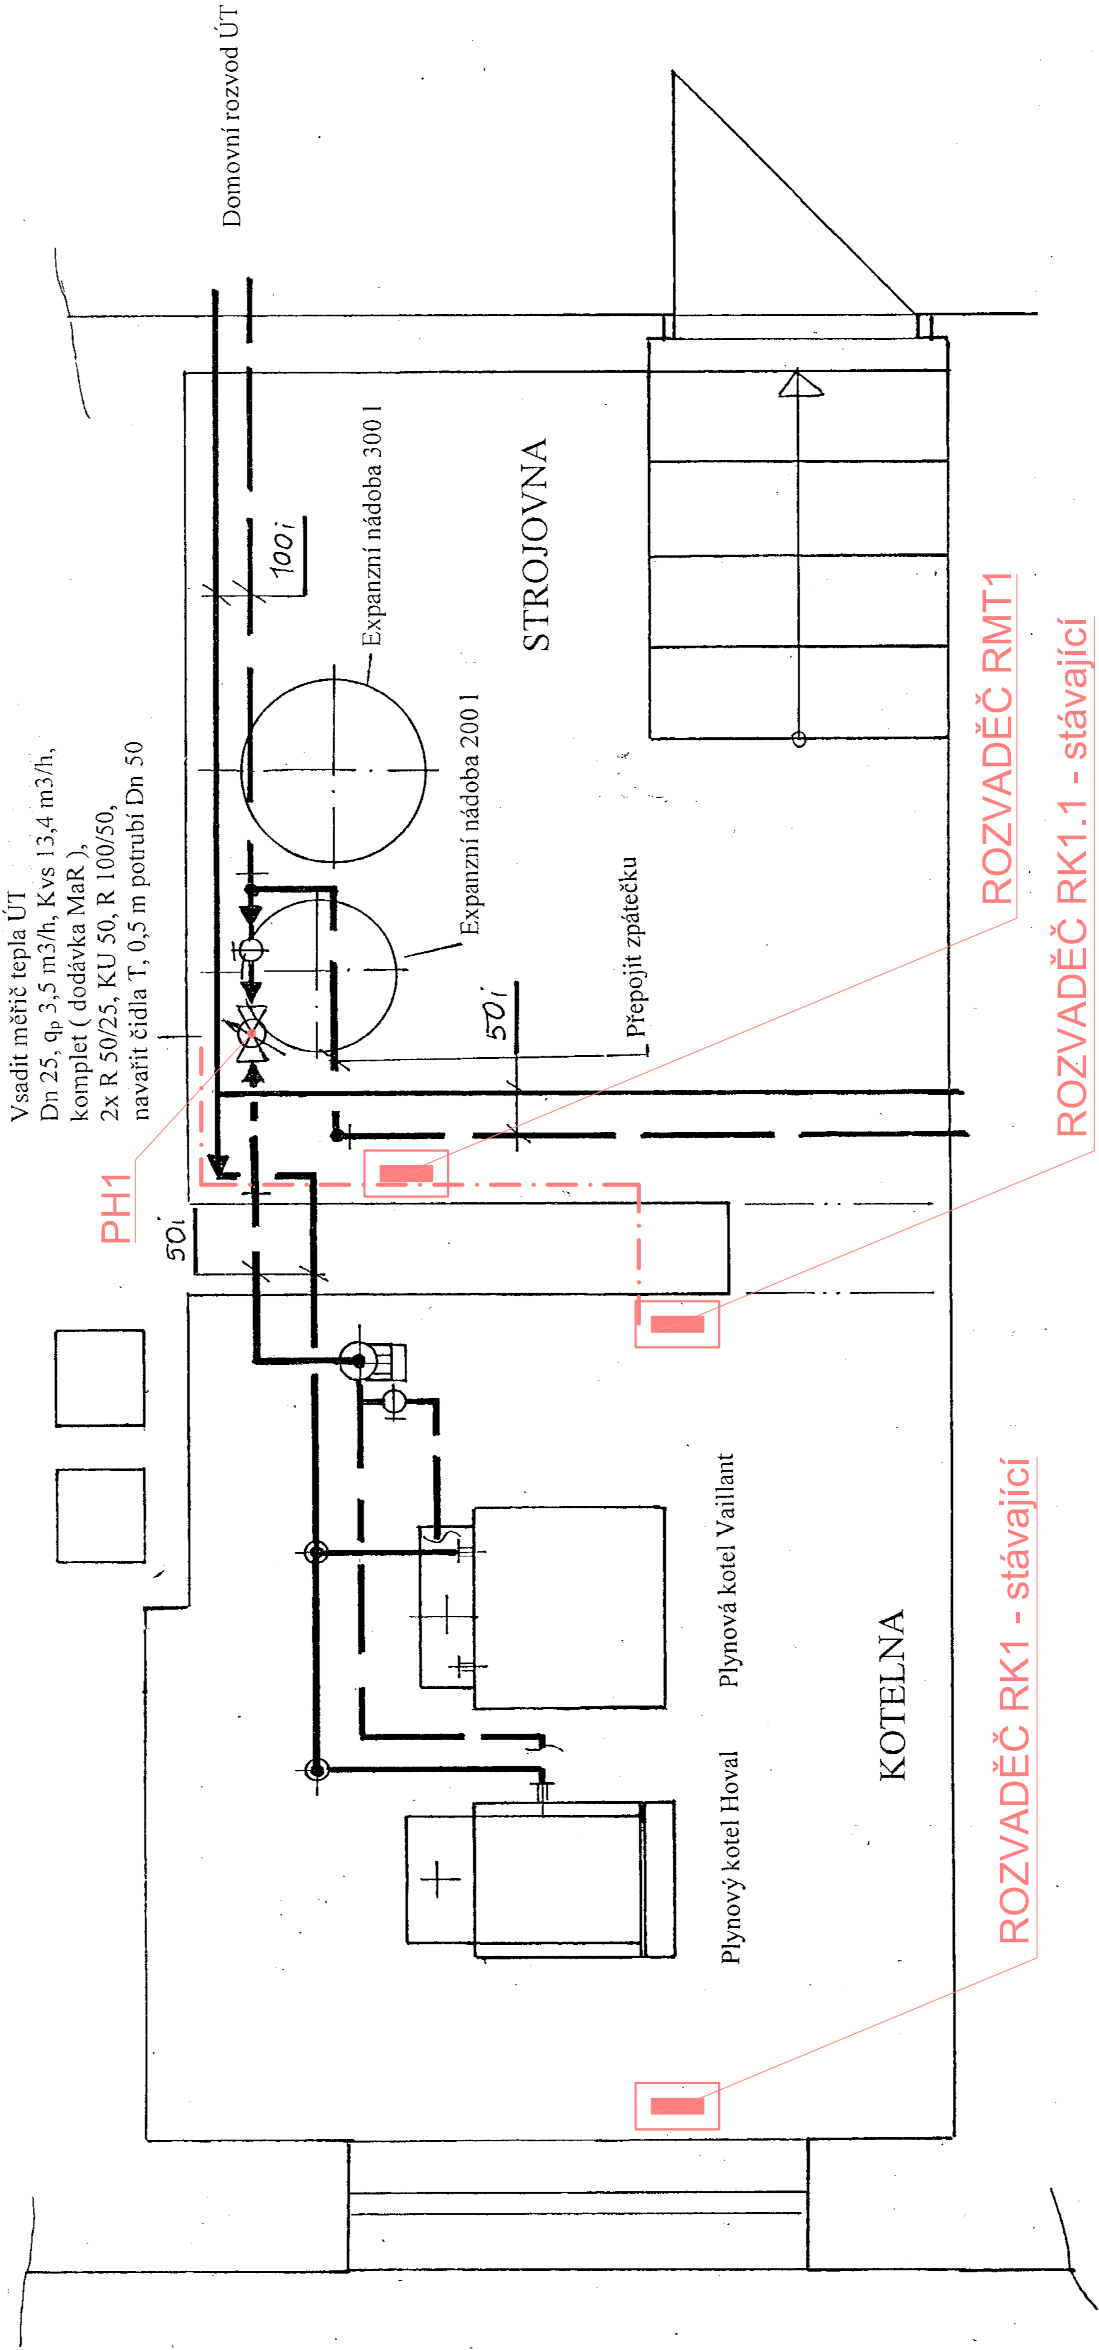 Vsadit měřič tepla ÚT
Dn 25, qp 3,5 m3/h, Kvs 13,4 m3/h,
komplet ( dodávka MaR ),
2x R 50/25, KU 50, R 100/50,
navařit čidla T, 0,5 m potrubí Dn 50
Domovní rozvod ÚT
PH1
50i
100i
Expanzní nádoba 300 l
Expanzní nádoba 200 l
STROJOVNA
50i
Přepojit zpátečku
ROZVADĚČ RMT1
ROZVADĚČ RK1.1 - stávající
Plynový kotel Hoval
Plynová kotel Vaillant
KOTELNA
ROZVADĚČ RK1 - stávající